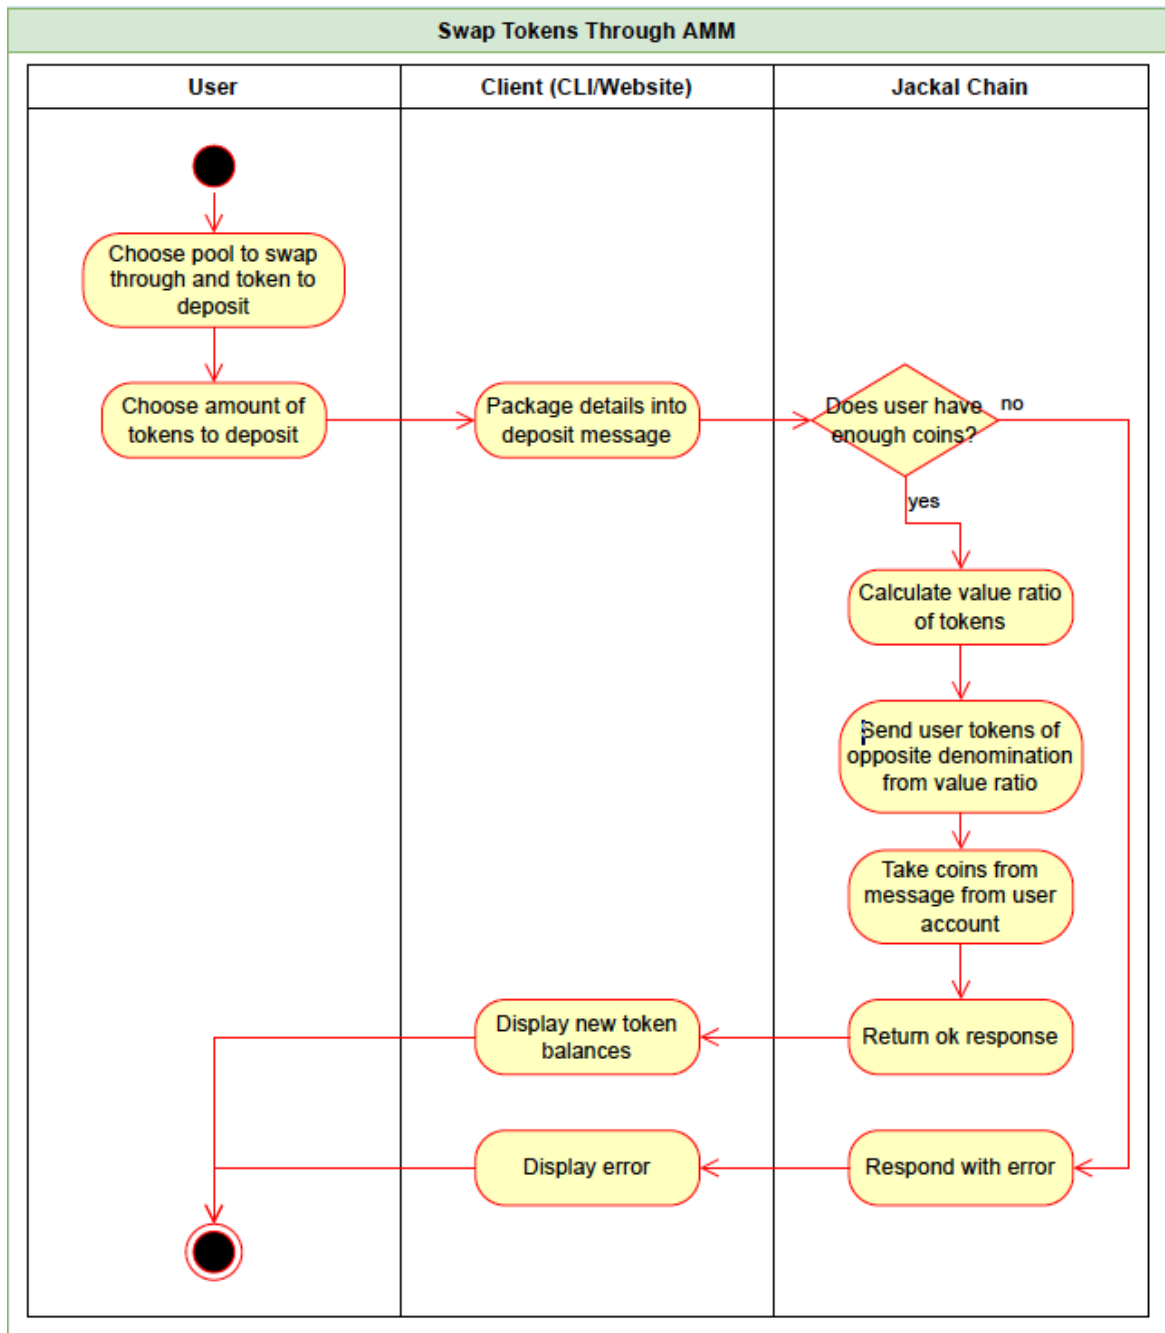 Swap Tokens Through AMM
User
Client (CLI/Website)
Jackal Chain
Choose pool to swap
through and token to
deposit
Choose amount of
tokens to deposit
Package details into
deposit message
Does user have
enough coins?
no
yes
Calculate value ratio
of tokens
Send user tokens of
opposite denomination
from value ratio
Take coins from
message from user
account
Return ok response
Display new token
balances
Respond with error
Display error